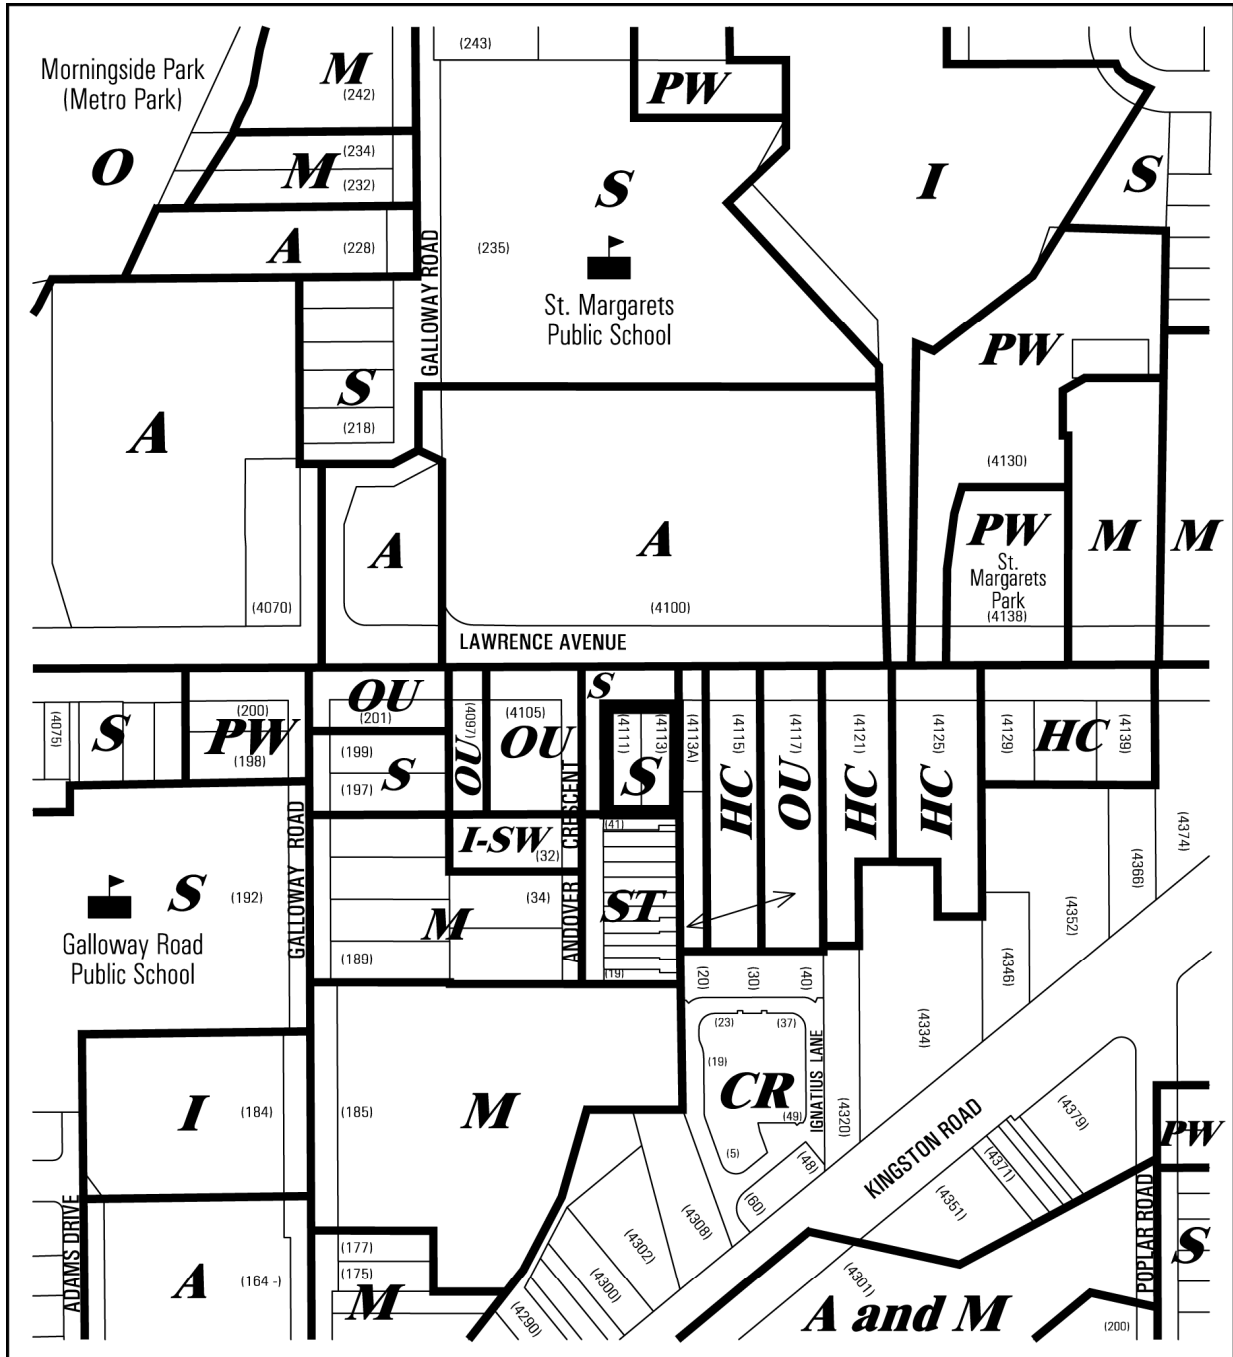 (243)
Morningside Park
(Metro Park)
M
(242)
PW
O
M
(234)
(232)
S
I
S
A
(228)
GALLOWAY ROAD
(235)
St. Margarets
Public School
PW
S
(218)
A
(4130)
A
A
PW
St.
Margarets
Park
(4138)
M
M
(4070)
(4100)
LAWRENCE AVENUE
(4075)
S
(200)
PW
(198)
OU
(201)
(199)
S
(197)
(4097)
OU
(4105)
OU
S
(4111)
(4113)
S
(4113A)
(4115)
HC
(4117)
OU
(4121)
HC
(4125)
HC
(4129)
HC
(4139)
GALLOWAY ROAD
ANDOVER CRESCENT
I-SW
(32)
(41)
(4374)
(4366)
S
(192)
Galloway Road
Public School
M
(34)
ST
(4352)
(189)
(19)
(20)
(30)
(40)
(4346)
(4334)
(23)
(37)
(19)
CR
(49)
(5)
IGNATIUS LANE
(4320)
I
(184)
(185)
M
(4379)
(4371)
PW
KINGSTON ROAD
(48)
(60)
(4351)
(4308)
(4302)
(4300)
(4290)
ADAMS DRIVE
A
(164 -)
(177)
(175)
M
(4301)
A and M
POPLAR ROAD
S
(200)